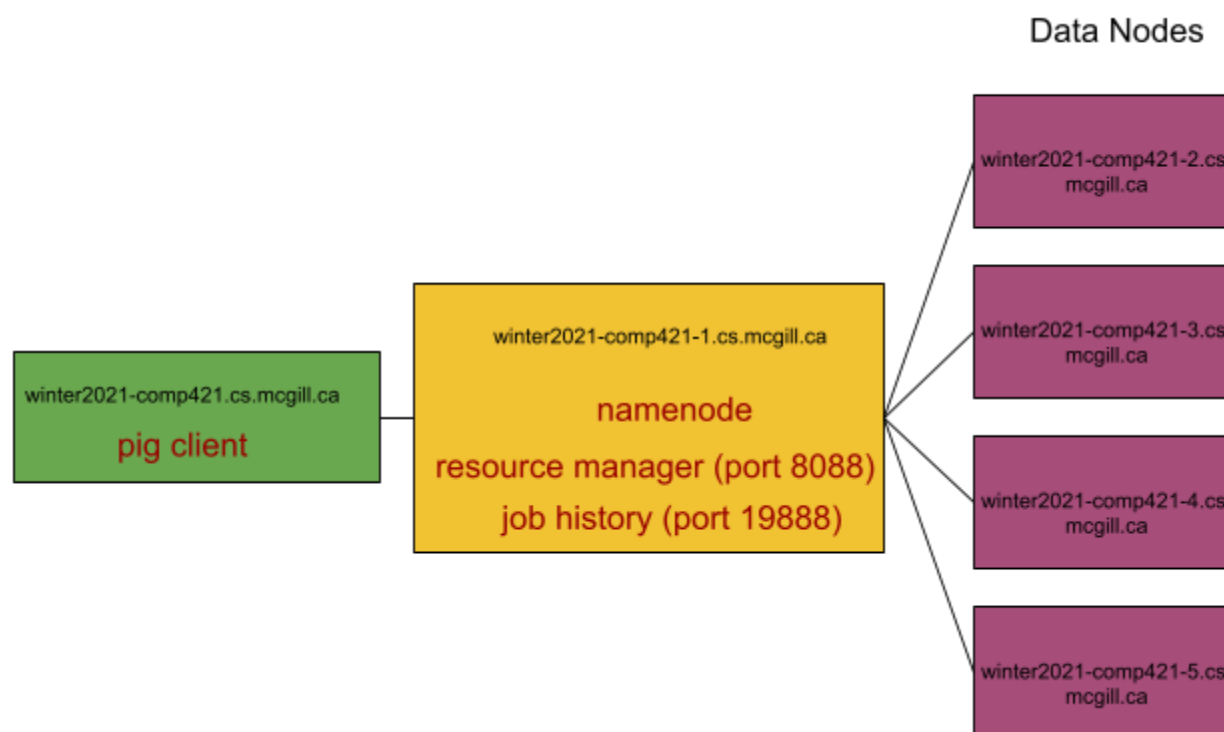 Data Nodes
winter2021-comp421.cs.mcgill.ca
pig client
winter2021-comp421-1.cs.mcgill.ca
namenode
resource manager (port 8088)
job history (port 19888)
winter2021-comp421-2.cs
mcgill.ca
winter2021-comp421-3.cs
mcgill.ca
winter2021-comp421-4.cs
mcgill.ca
winter2021-comp421-5.cs
mcgill.ca